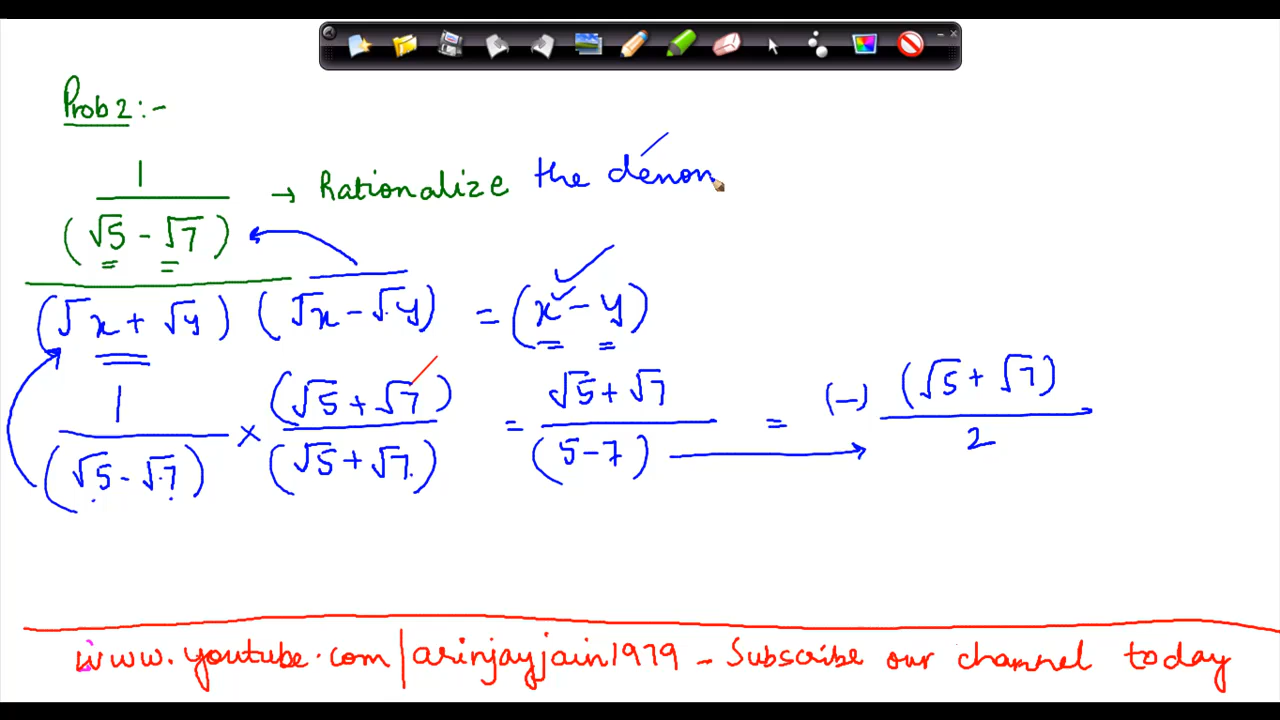 Prob 2 :-
1/(√5 - √7) → Rationalize the denom
(√x + √y) (√x - √y) = (x - y)
1/(√5 - √7) × (√5 + √7)/(√5 + √7) = √5 + √7/(5 - 7) = (-) (√5 + √7)/2
www.youtube.com/arinjayjain1979 - Subscribe our channel today